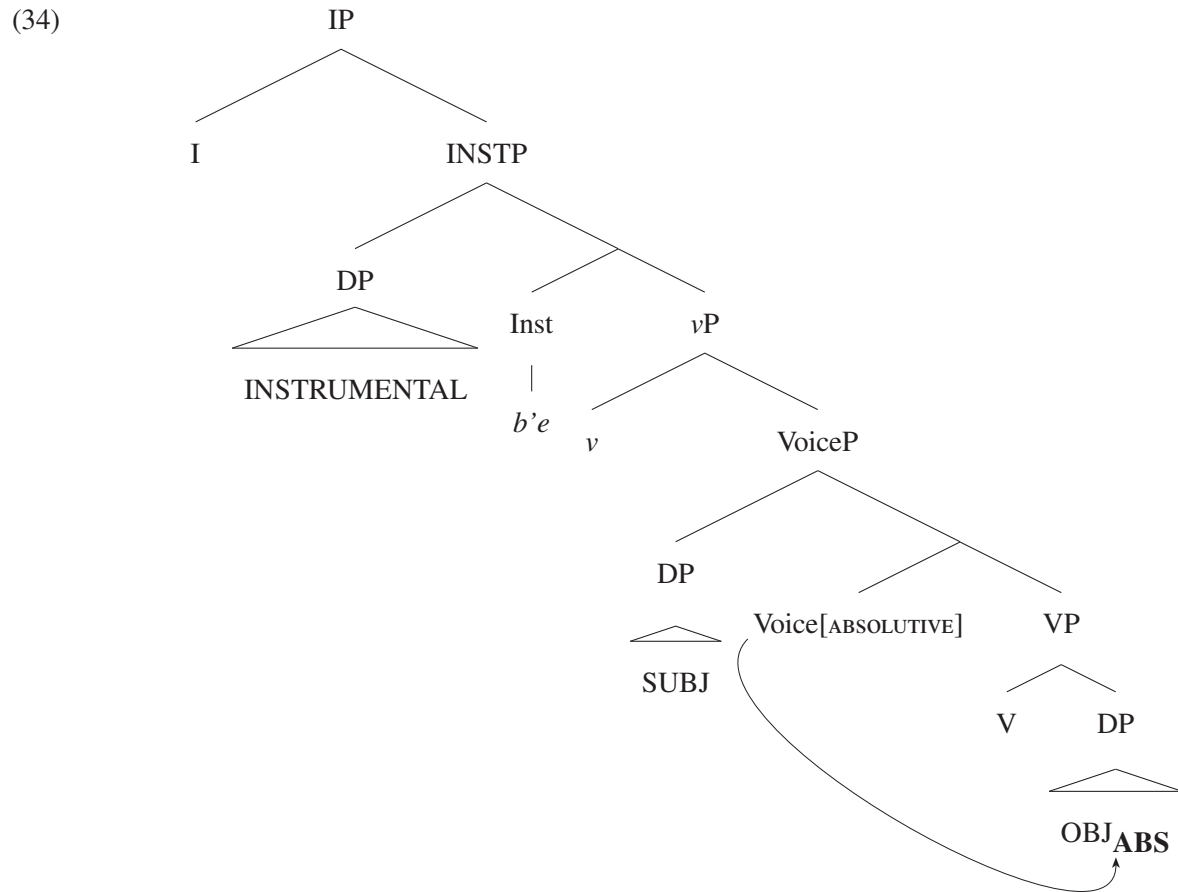 (34) IP
I INSTP
DP
Inst vP
INSTRUMENTAL
b’e v VoiceP
DP
Voice[ABSOLUTIVE] VP
SUBJ
V DP
OBJABS